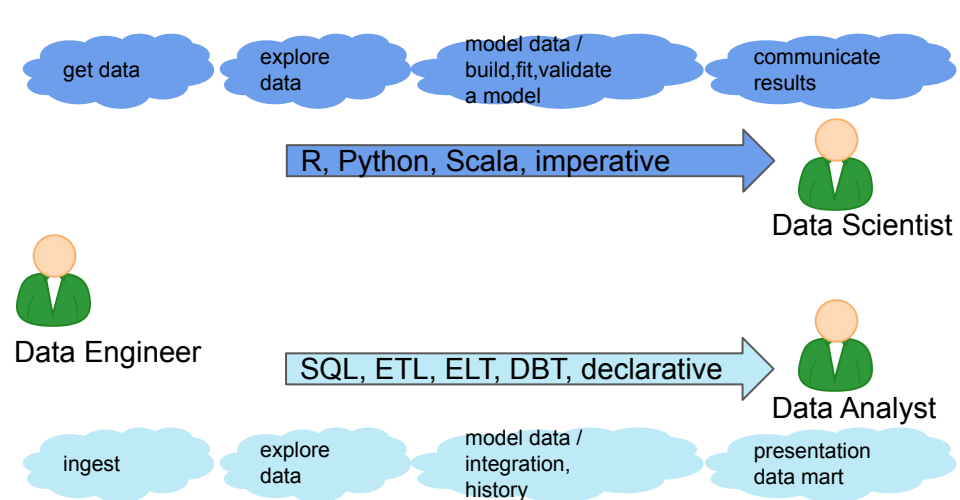 get data
explore
data
model data /
build,fit,validate
a model
communicate
results
R, Python, Scala, imperative
Data Scientist
Data Engineer
SQL, ETL, ELT, DBT, declarative
Data Analyst
ingest
explore
data
model data /
integration,
history
presentation
data mart